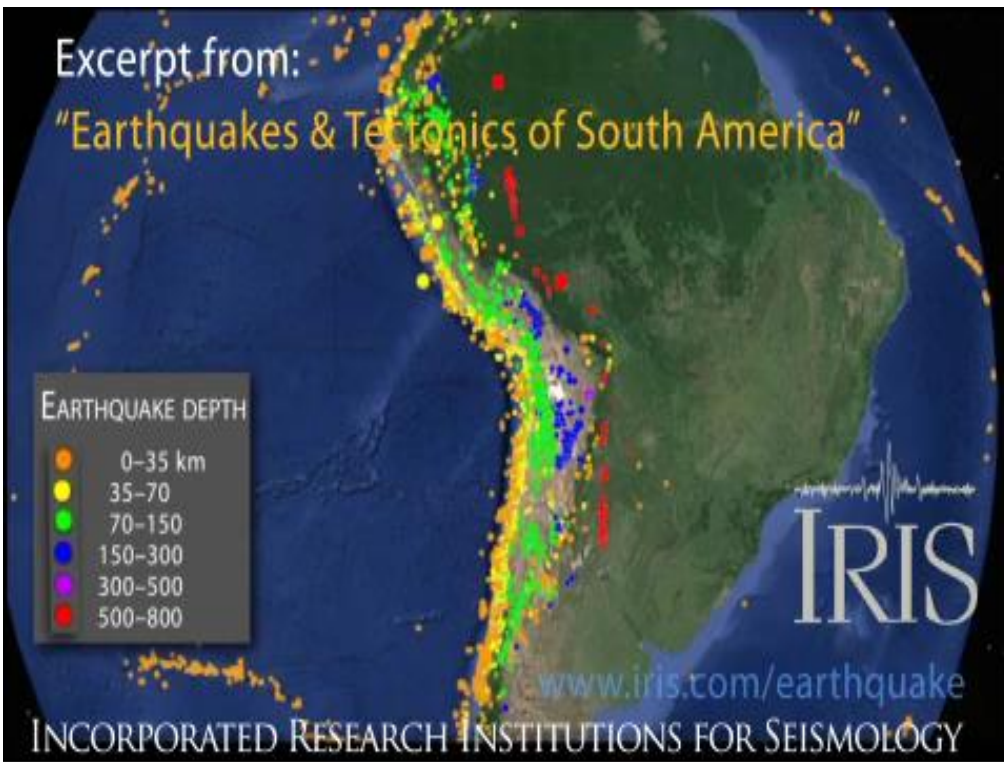 Excerpt from:
"Earthquakes & Tectonics of South America"
EARTHQUAKE DEPTH
0–35 km
35–70
70–150
150–300
300–500
500–800
IRIS
www.iris.com/earthquake
INCORPORATED RESEARCH INSTITUTIONS FOR SEISMOLOGY